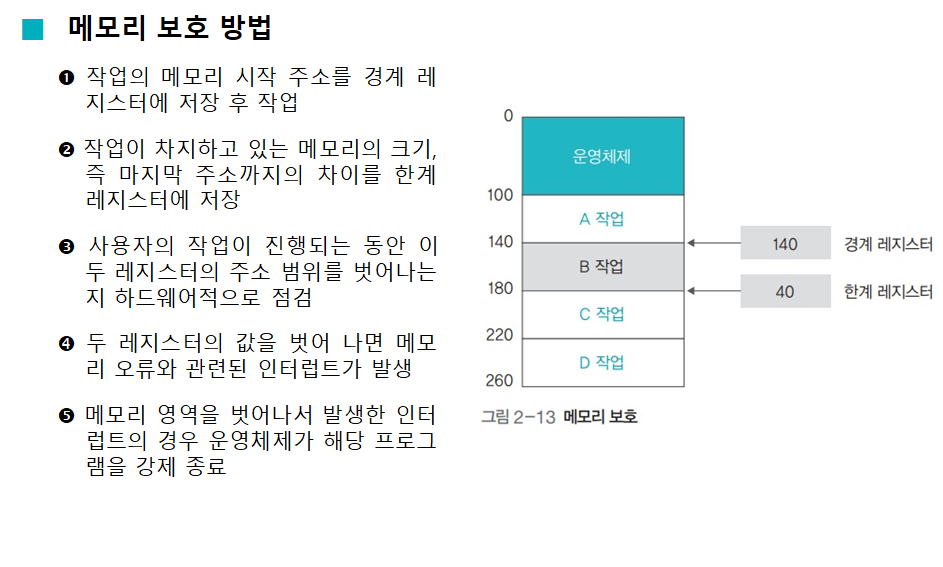 메모리 보호 방법
❶ 작업의 메모리 시작 주소를 경계 레
지스터에 저장 후 작업
❷ 작업이 차지하고 있는 메모리의 크기,
즉 마지막 주소까지의 차이를 한계
레지스터에 저장
❸ 사용자의 작업이 진행되는 동안 이
두 레지스터의 주소 범위를 벗어나는
지 하드웨어적으로 점검
❹ 두 레지스터의 값을 벗어 나면 메모
리 오류와 관련된 인터럽트가 발생
❺ 메모리 영역을 벗어나서 발생한 인터
럽트의 경우 운영체제가 해당 프로그
램을 강제 종료
0
운영체제
100
A 작업
140
140 경계 레지스터
B 작업
180
40 한계 레지스터
C 작업
220
D 작업
260
그림 2-13 메모리 보호